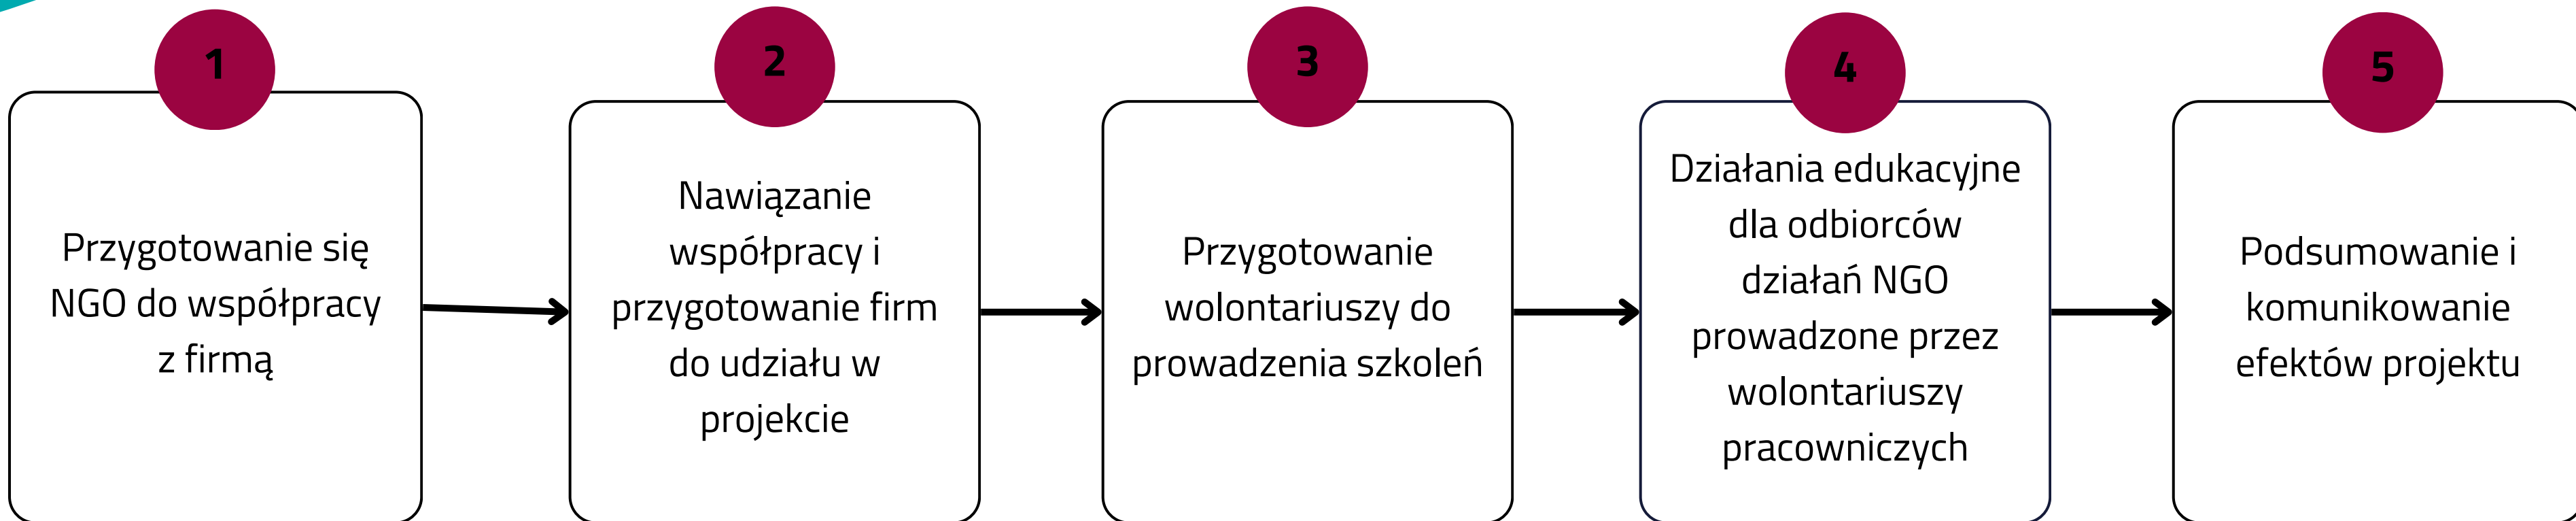 1
Przygotowanie się
NGO do współpracy
z firmą
2
Nawiązanie
współpracy i
przygotowanie firm
do udziału w
projekcie
3
Przygotowanie
wolontariuszy do
prowadzenia szkoleń
4
Działania edukacyjne
dla odbiorców
działań NGO
prowadzone przez
wolontariuszy
pracowniczych
5
Podsumowanie i
komunikowanie
efektów projektu